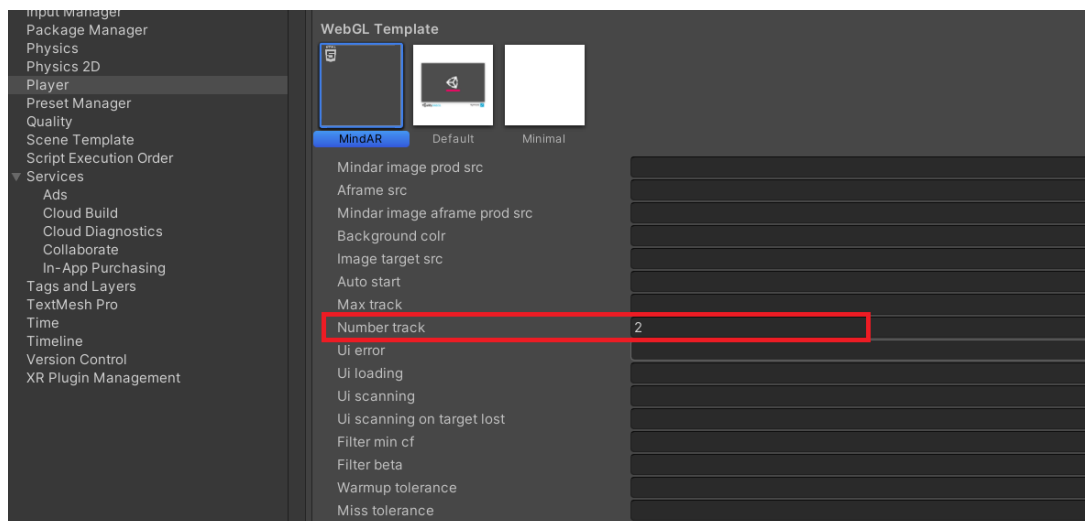 Input Manager
Package Manager
Physics
Physics 2D
Player
Preset Manager
Quality
Scene Template
Script Execution Order
Services
Ads
Cloud Build
Cloud Diagnostics
Collaborate
In-App Purchasing
Tags and Layers
TextMesh Pro
Time
Timeline
Version Control
XR Plugin Management
WebGL Template
MindAR
Default
Minimal
Mindar image prod src
Aframe src
Mindar image aframe prod src
Background colr
Image target src
Auto start
Max track
Number track 2
Ui error
Ui loading
Ui scanning
Ui scanning on target lost
Filter min cf
Filter beta
Warmup tolerance
Miss tolerance